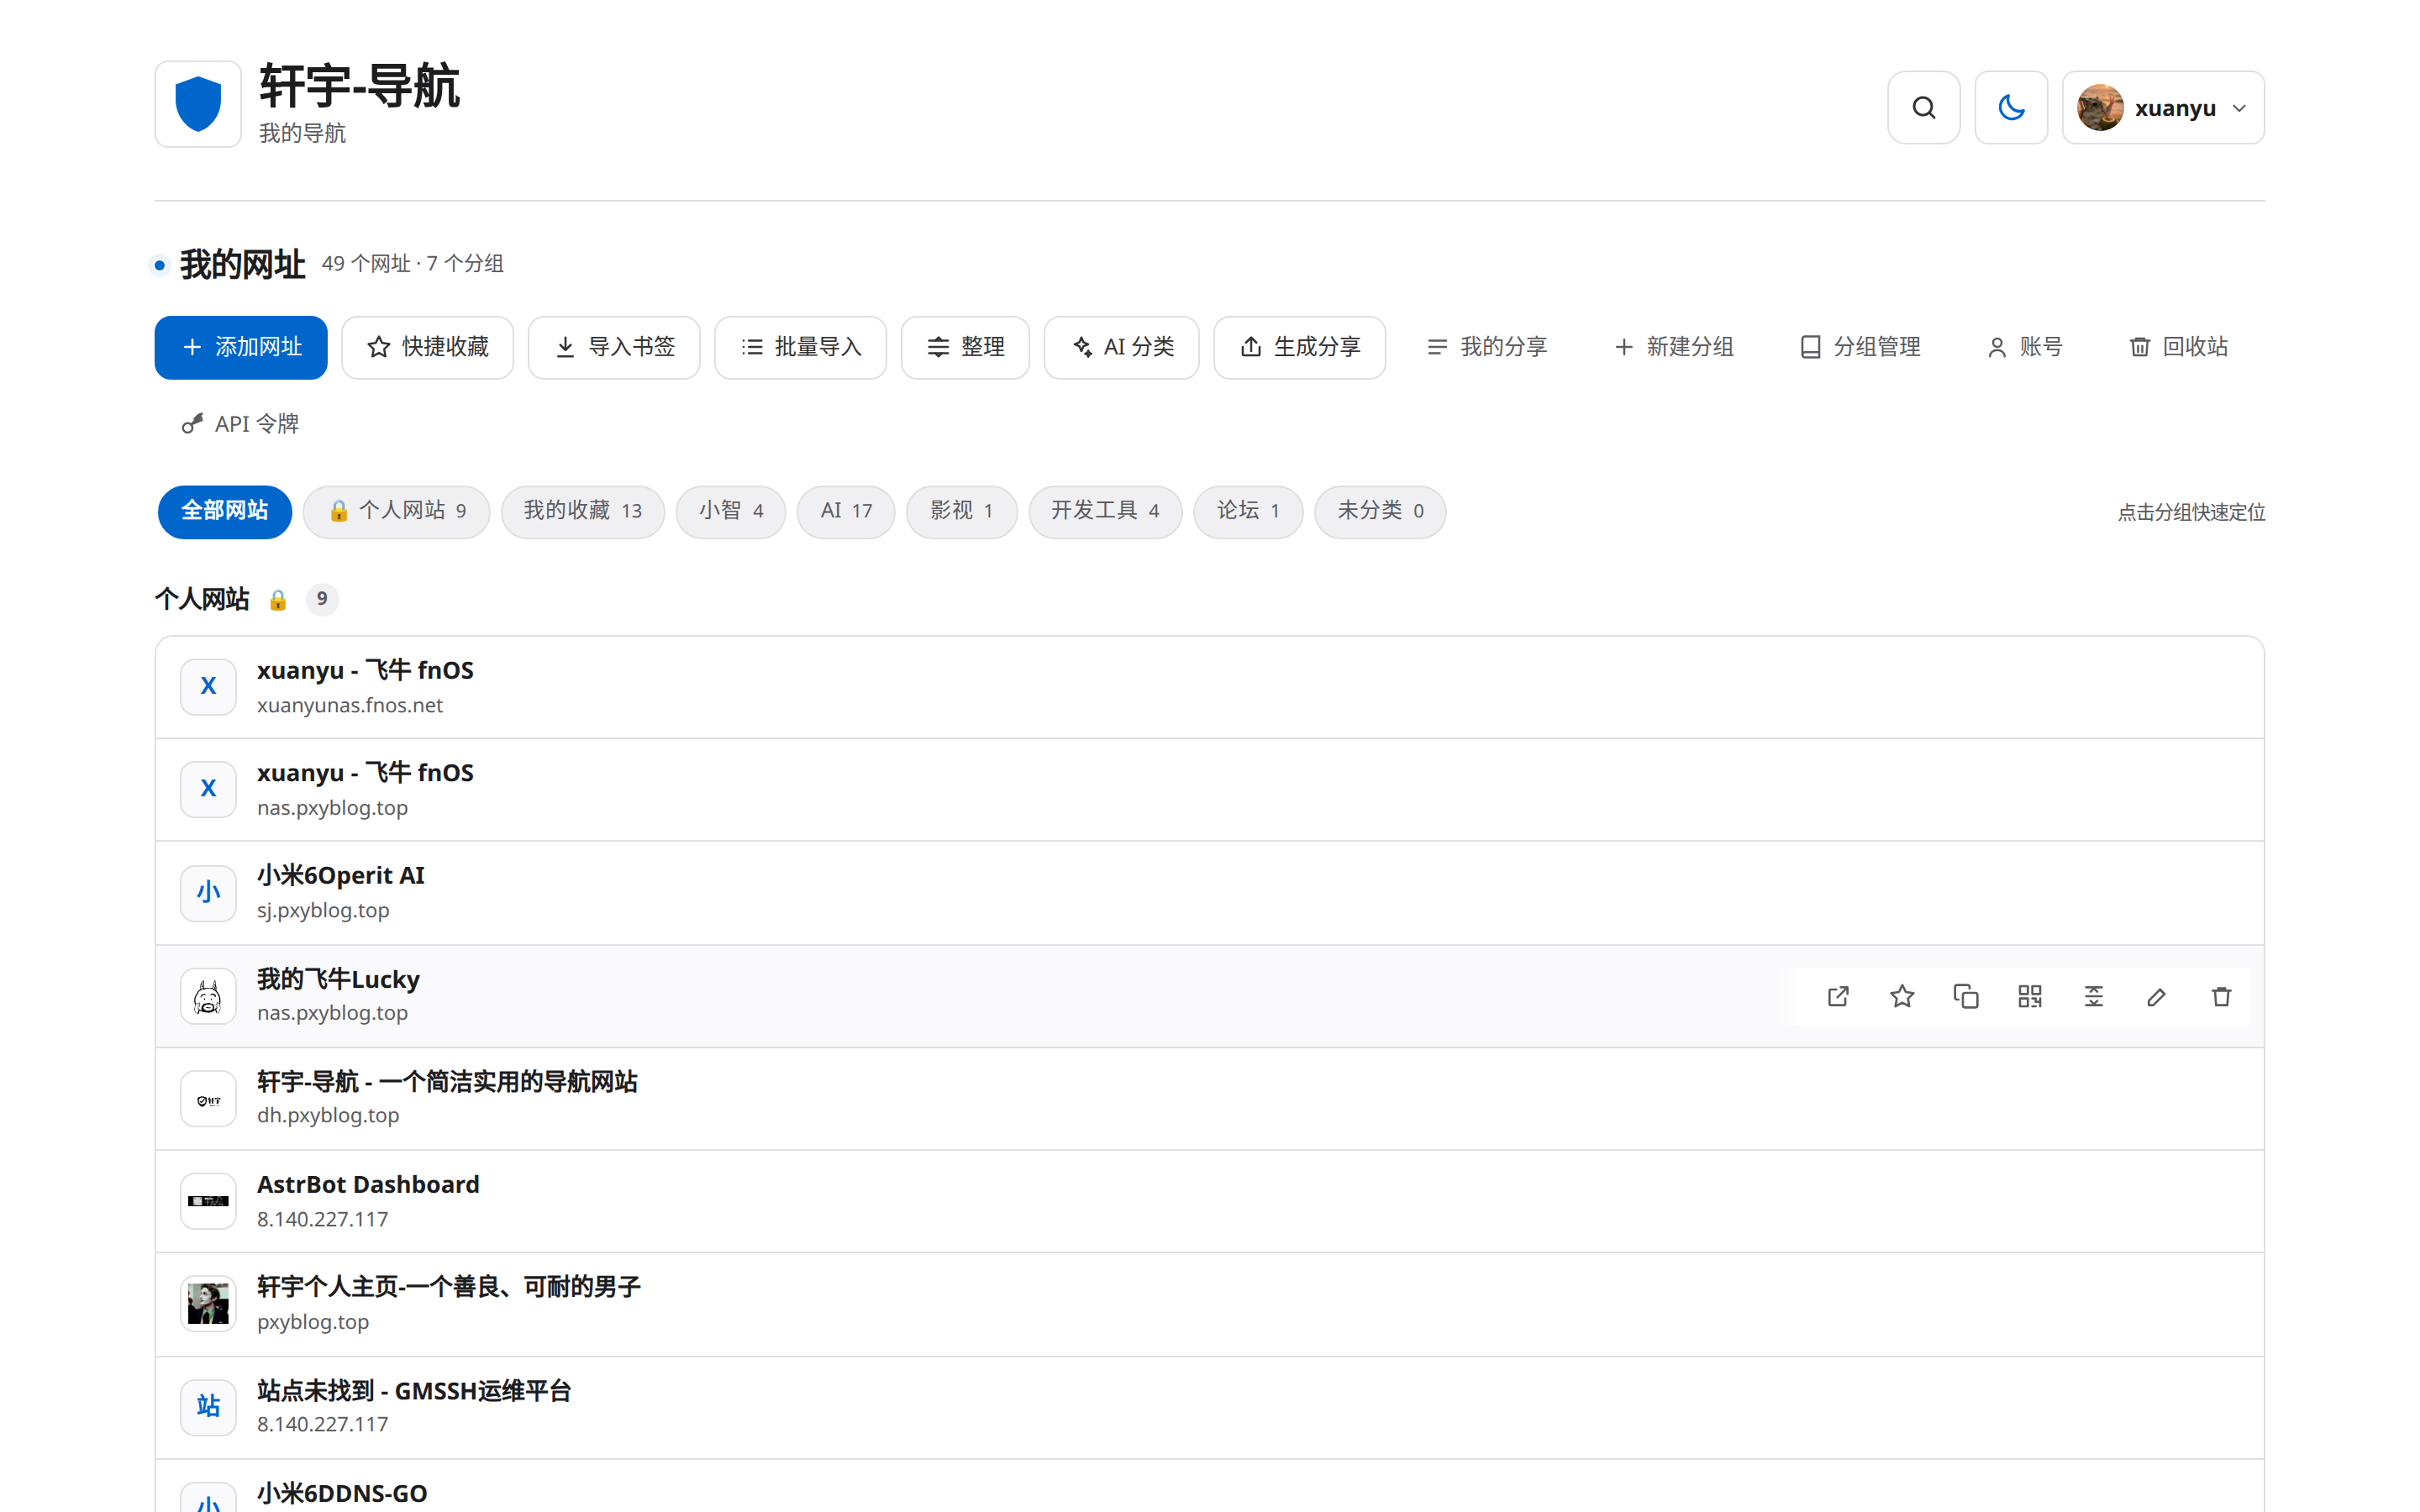 轩宇-导航
我的导航
xuanyu
我的网址 49 个网址 · 7 个分组
添加网址 快捷收藏 导入书签 批量导入 整理 AI 分类 生成分享 我的分享 新建分组 分组管理 账号 回收站
API 令牌
全部网站 🔒 个人网站 9 我的收藏 13 小智 4 AI 17 影视 1 开发工具 4 论坛 1 未分类 0 点击分组快速定位
个人网站 🔒 9
X
xuanyu - 飞牛 fnOS
xuanyunas.fnos.net
X
xuanyu - 飞牛 fnOS
nas.pxyblog.top
小
小米6Operit AI
sj.pxyblog.top
我的飞牛Lucky
nas.pxyblog.top
轩宇-导航 - 一个简洁实用的导航网站
dh.pxyblog.top
AstrBot Dashboard
8.140.227.117
轩宇个人主页-一个善良、可耐的男子
pxyblog.top
站
站点未找到 - GMSSH运维平台
8.140.227.117
小
小米6DDNS-GO